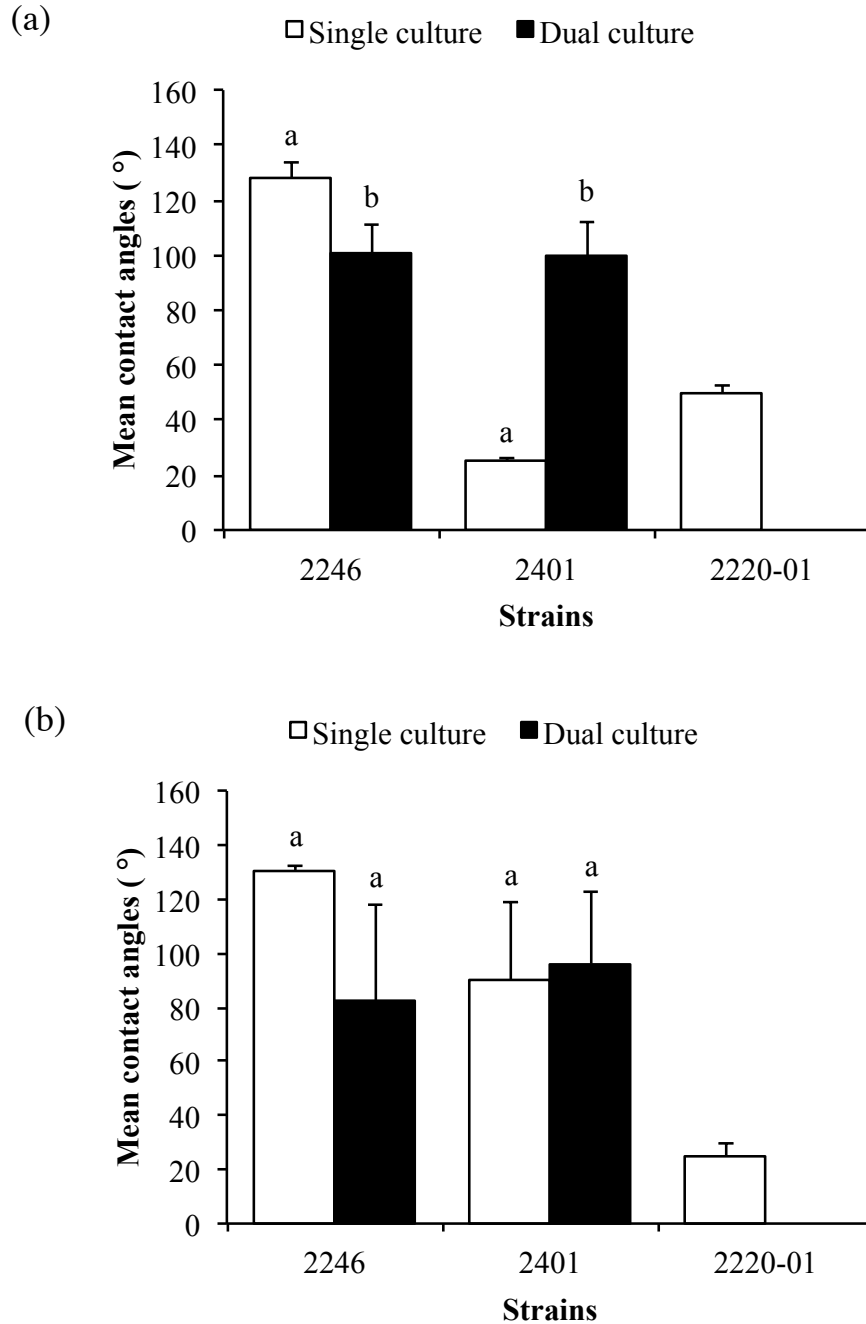 (a)
Single culture Dual culture
160
140
120
100
80
60
40
20
0
Mean contact angles ( °)
a
b
a
b
2246 2401 2220-01
Strains
(b)
Single culture Dual culture
160
140
120
100
80
60
40
20
0
Mean contact angles ( °)
a
a
a
a
2246 2401 2220-01
Strains